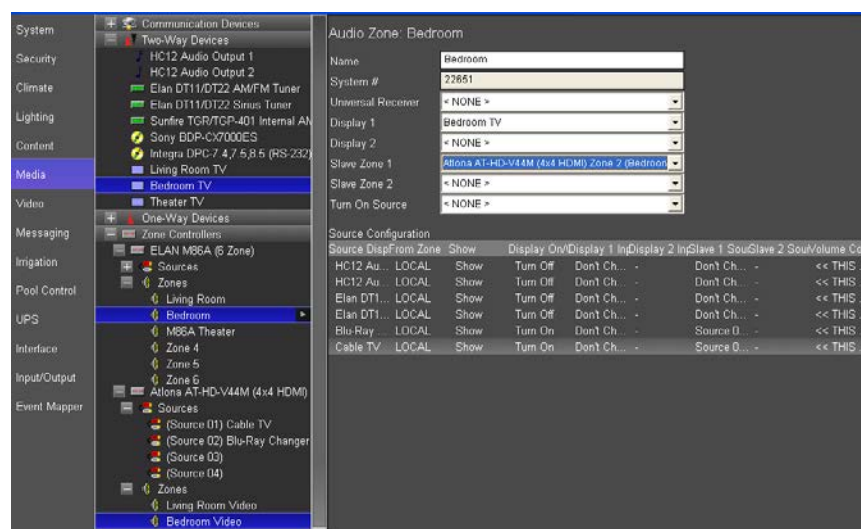 System
Security
Climate
Lighting
Content
Media
Video
Messaging
Irrigation
Pool Control
UPS
Interface
Input/Output
Event Mapper
Communication Devices
Two-Way Devices
HC12 Audio Output 1
HC12 Audio Output 2
Elan DT11/DT22 AM/FM Tuner
Elan DT11/DT22 Sirius Tuner
Sunfire TGR/TGP-401 Internal AM
Sony BDP-CX7000ES
Integra DPC-7.4,7.5,8.5 (RS-232)
Living Room TV
Bedroom TV
Theater TV
One-Way Devices
Zone Controllers
ELAN M86A (6 Zone)
Sources
Zones
Living Room
Bedroom
M86A Theater
Zone 4
Zone 5
Zone 6
Atlona AT-HD-V44M (4x4 HDMI)
Sources
(Source 01) Cable TV
(Source 02) Blu-Ray Changer
(Source 03)
(Source 04)
Zones
Living Room Video
Bedroom Video
Audio Zone: Bedroom
Name Bedroom
System # 22651
Universal Receiver < NONE >
Display 1 Bedroom TV
Display 2 < NONE >
Slave Zone 1 Atlona AT-HD-V44M (4x4 HDMI) Zone 2 (Bedroon
Slave Zone 2 < NONE >
Turn On Source < NONE >
Source Configuration
Source Disp From Zone Show Display On/ Display 1 Inp Display 2 Inp Slave 1 Sou Slave 2 Sou Volume Co
HC12 Au... LOCAL Show Turn Off Don't Ch... - Don't Ch... - << THIS
HC12 Au... LOCAL Show Turn Off Don't Ch... - Don't Ch... - << THIS
Elan DT1... LOCAL Show Turn Off Don't Ch... - Don't Ch... - << THIS
Elan DT1... LOCAL Show Turn Off Don't Ch... - Don't Ch... - << THIS
Blu-Ray ... LOCAL Show Turn On Don't Ch... - Source 0... - << THIS
Cable TV LOCAL Show Turn On Don't Ch... - Source 0... - << THIS